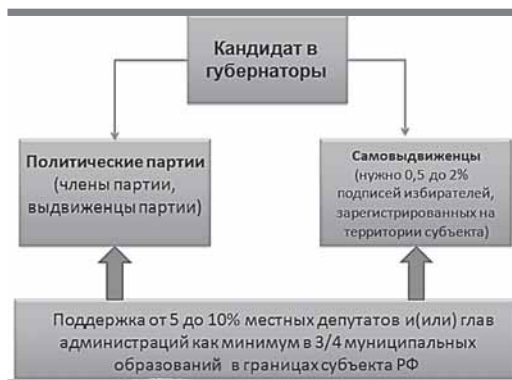 Кандидат в
губернаторы
Политические партии
(члены партии,
выдвиженцы партии)
Самовыдвиженцы
(нужно 0,5 до 2%
подписей избирателей,
зарегистрированных на
территории субъекта)
Поддержка от 5 до 10% местных депутатов и(или) глав
администраций как минимум в 3/4 муниципальных
образований в границах субъекта РФ